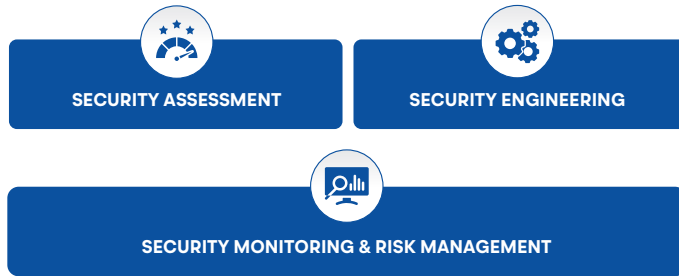 SECURITY ASSESSMENT
SECURITY ENGINEERING
SECURITY MONITORING & RISK MANAGEMENT